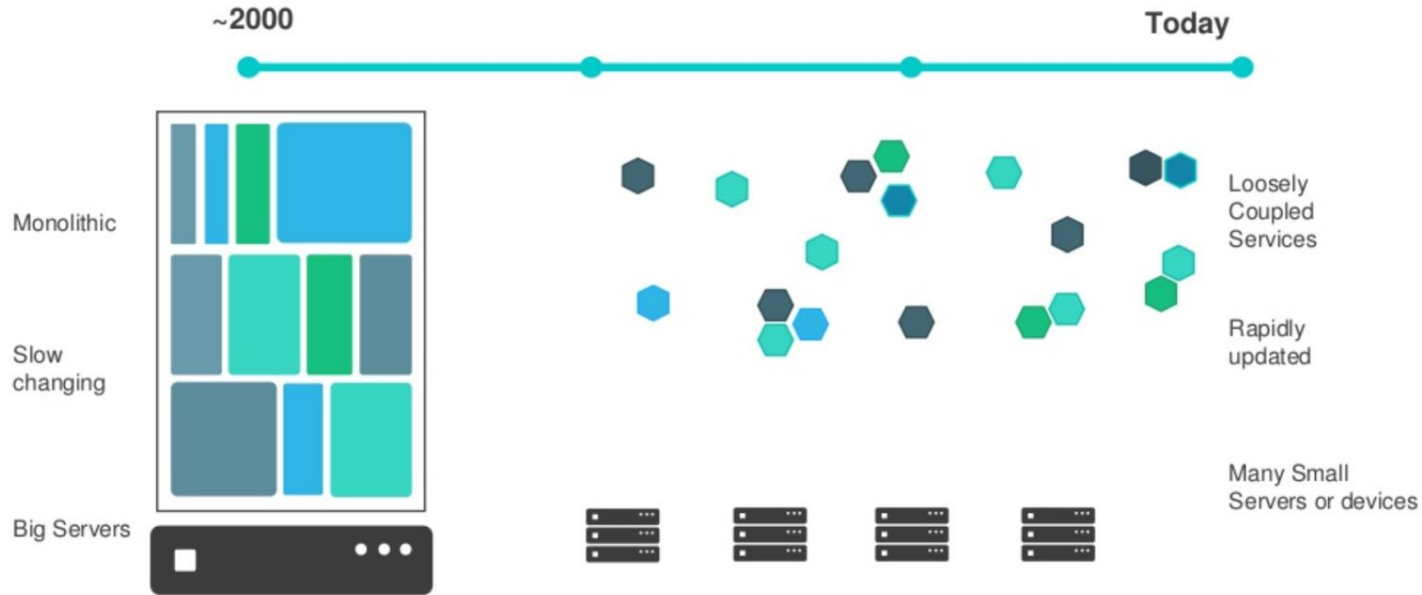 ~2000
Today
Monolithic
Slow
changing
Big Servers
Loosely
Coupled
Services
Rapidly
updated
Many Small
Servers or devices